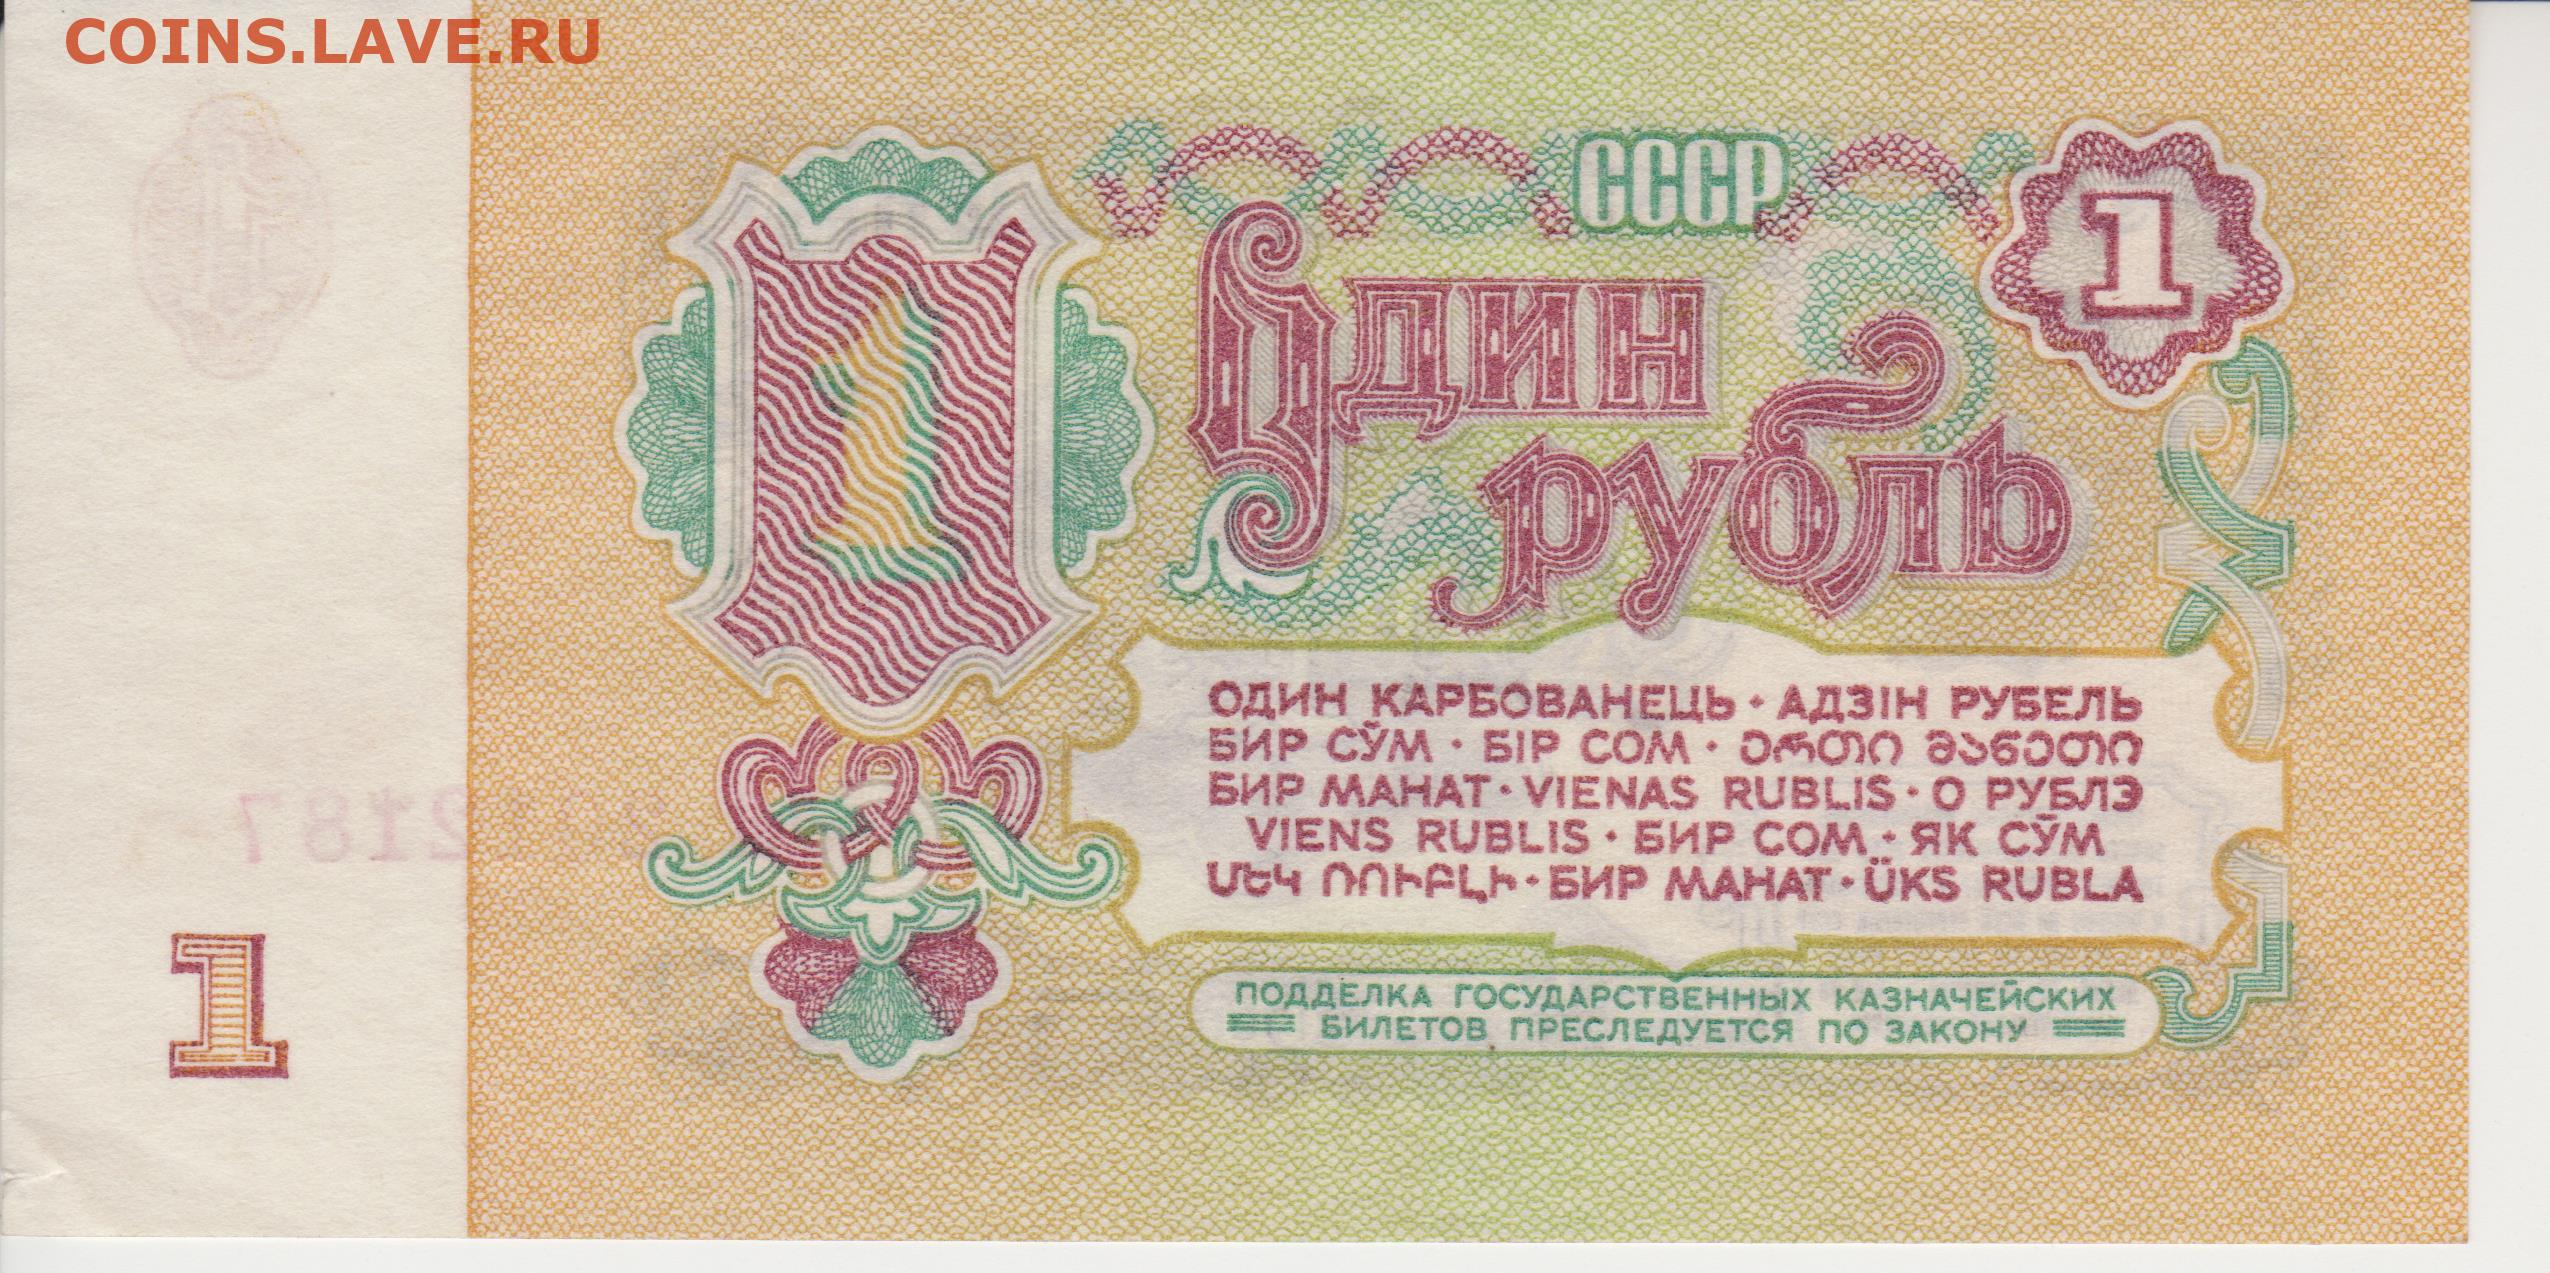 COINS.LAVE.RU
СССР
1
Один
рубль
ОДИН КАРБОВАНЕЦЬ · АДЗІН РУБЕЛЬ
БИР СЎМ · БІР СОМ · ერთი მანეთი
БИР МАНАТ · VIENAS RUBLIS · О РУБЛЭ
VIENS RUBLIS · БИР СОМ · ЯК СӮМ
ՄԵԿ ՌՈՒԲԼԻ · БИР МАНАТ · ÜKS RUBLA
ПОДДЕЛКА ГОСУДАРСТВЕННЫХ КАЗНАЧЕЙСКИХ
БИЛЕТОВ ПРЕСЛЕДУЕТСЯ ПО ЗАКОНУ
1